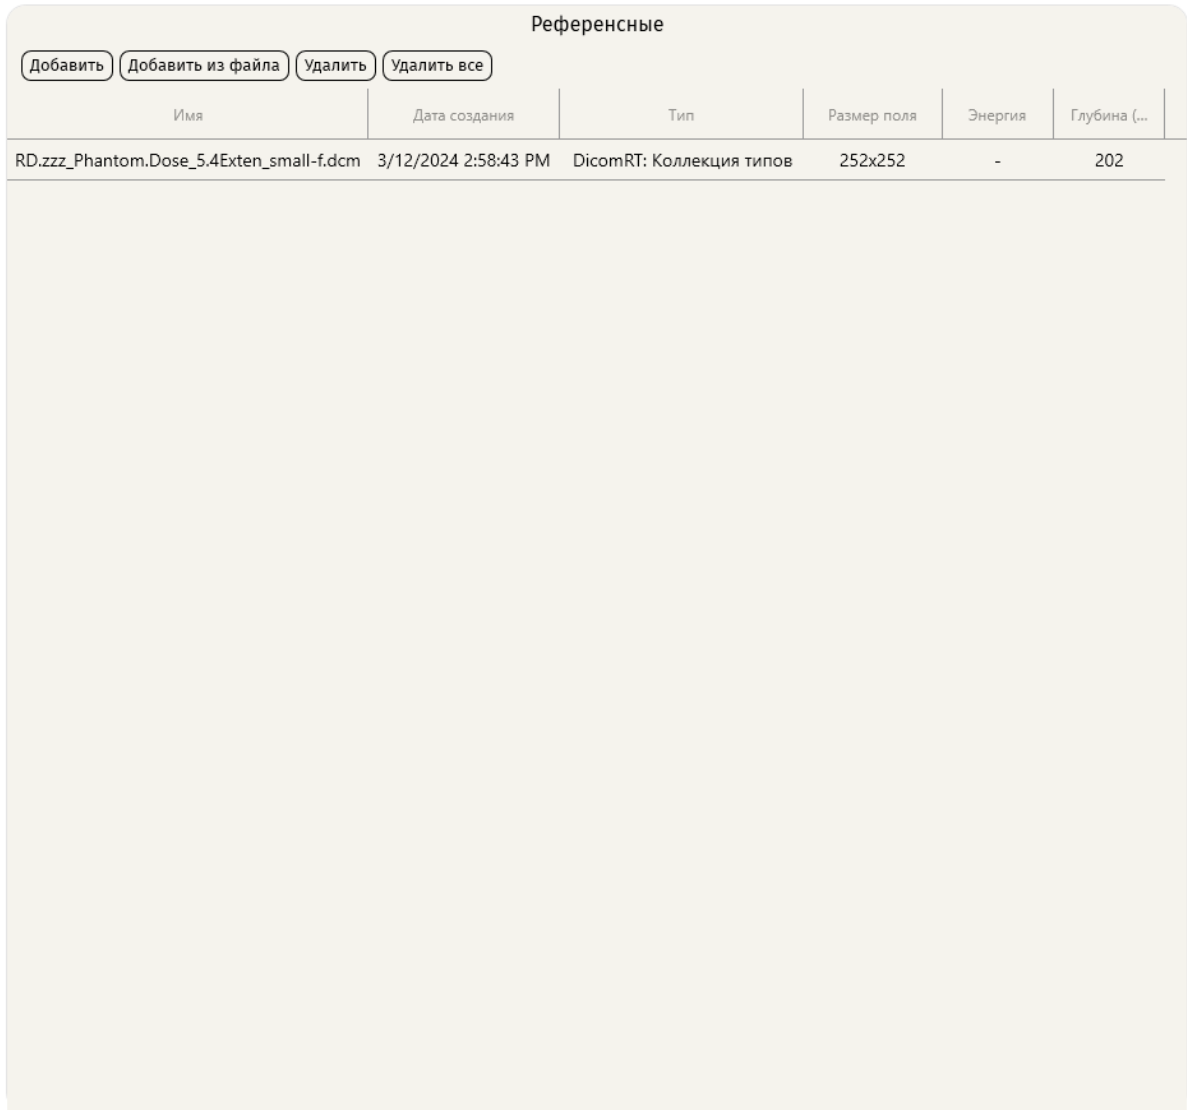 Референсные
Добавить Добавить из файла Удалить Удалить все
Имя Дата создания Тип Размер поля Энергия Глубина (...
RD.zzz_Phantom.Dose_5.4Exten_small-f.dcm 3/12/2024 2:58:43 PM DicomRT: Коллекция типов 252x252 - 202